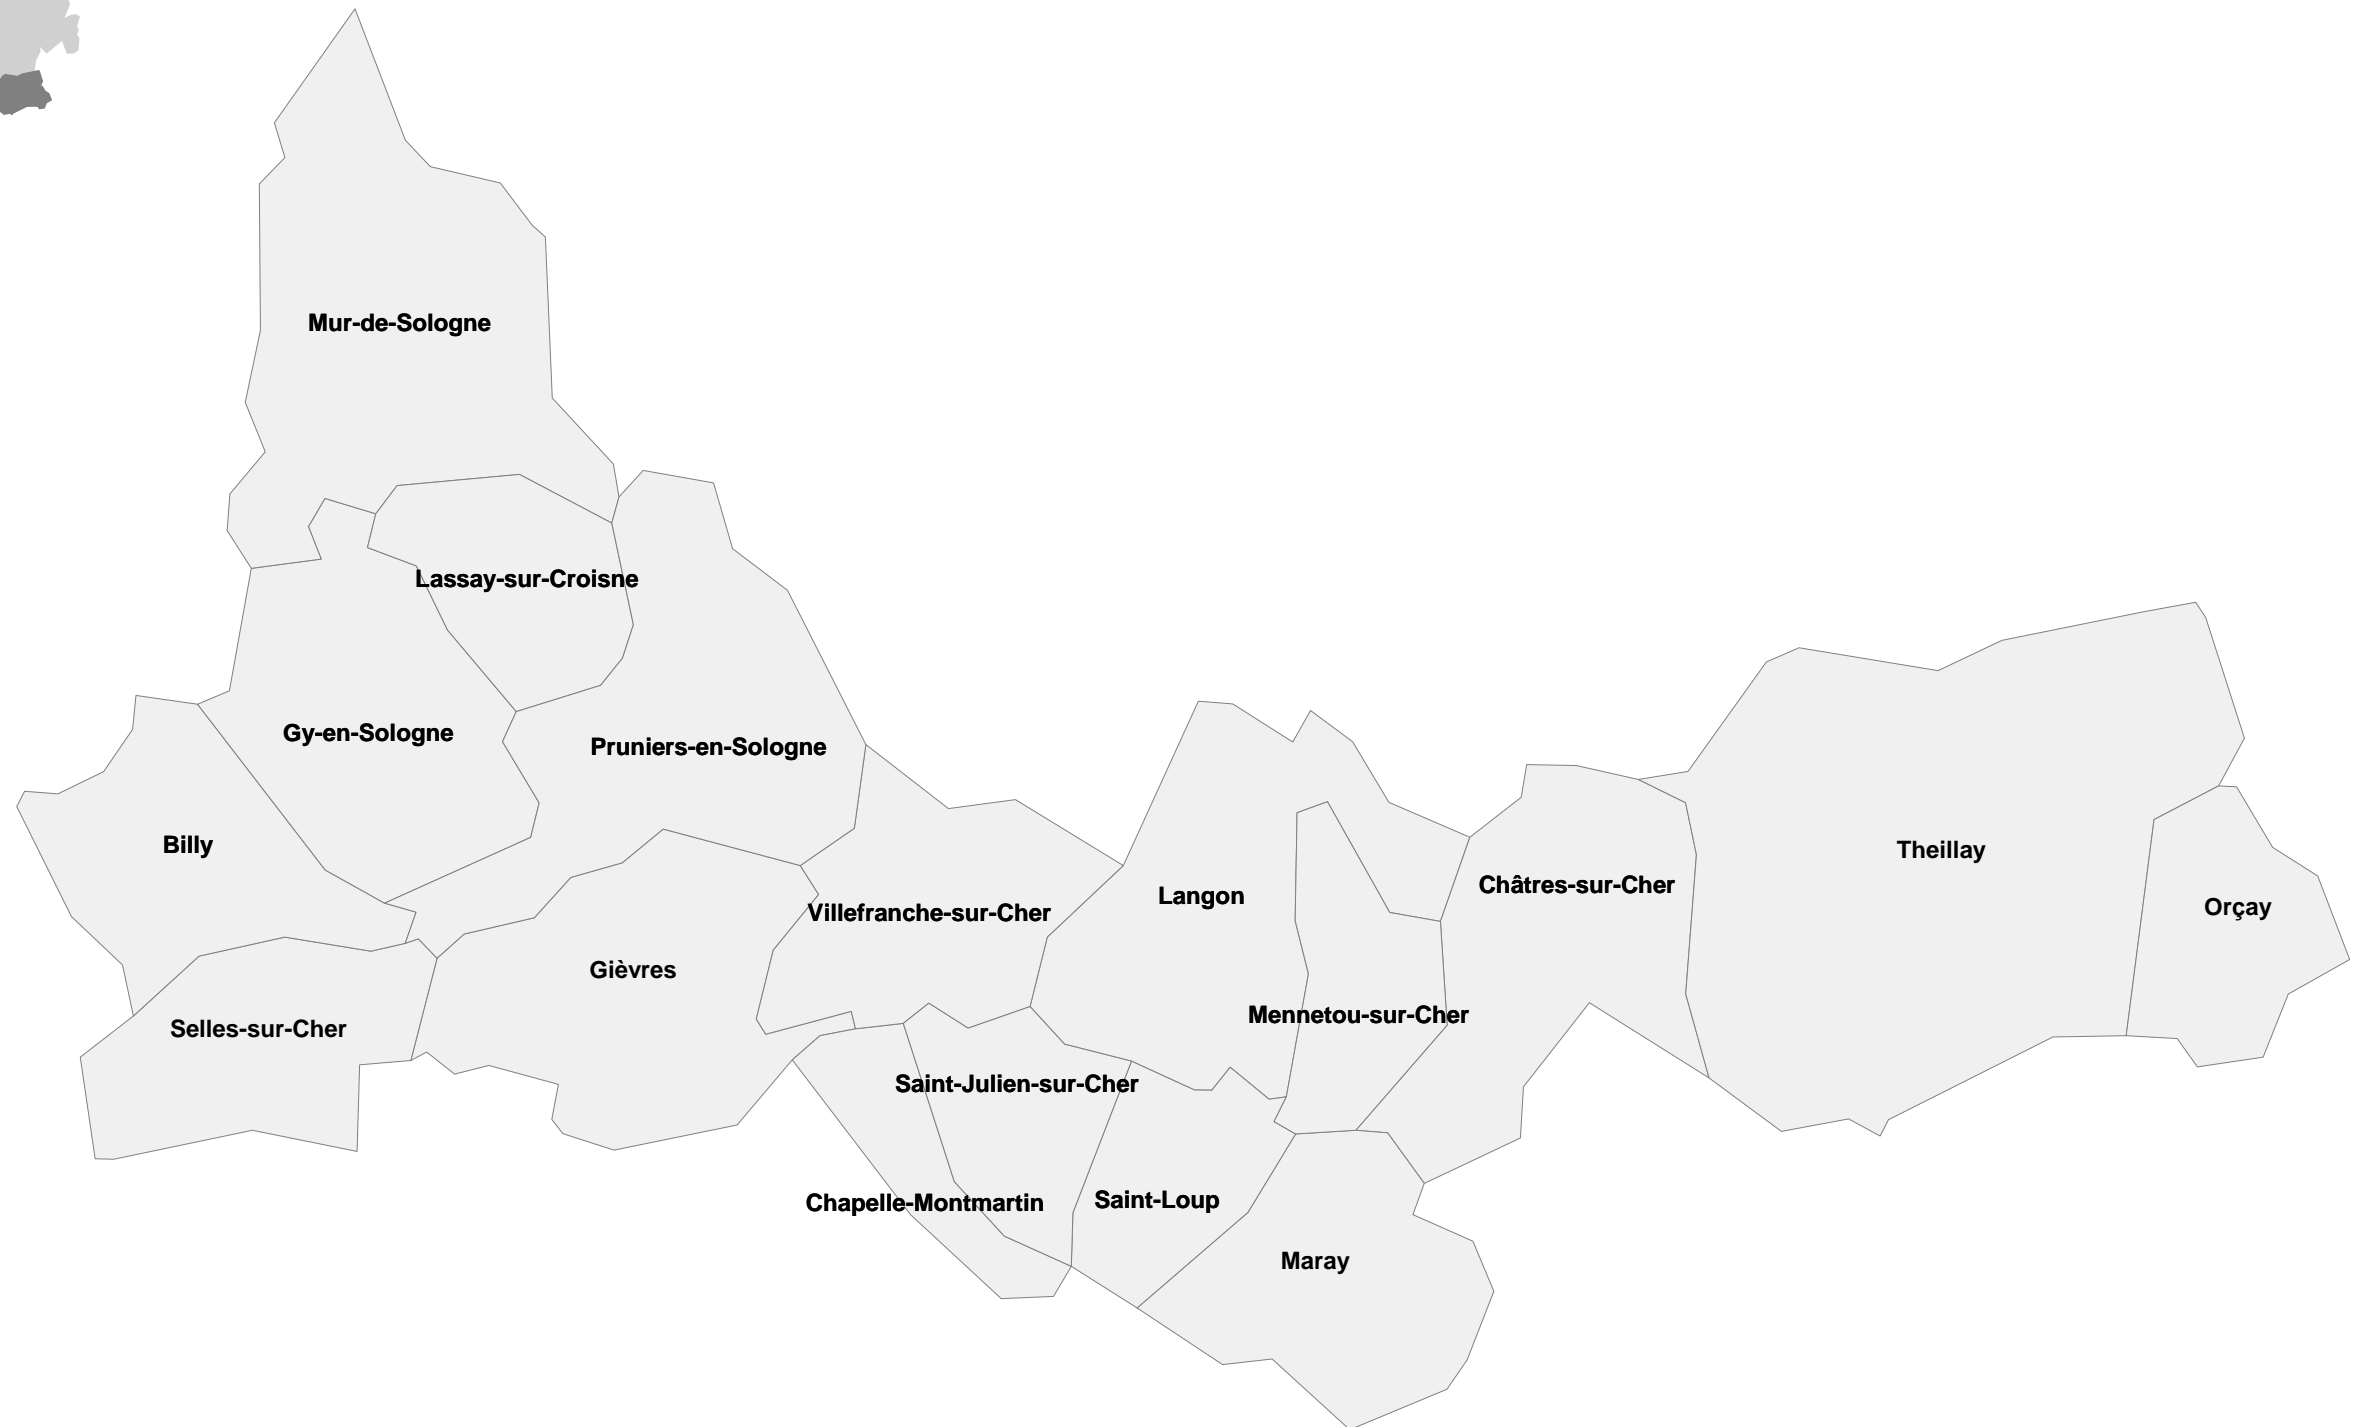 Mur-de-Sologne
Lassay-sur-Croisne
Gy-en-Sologne
Pruniers-en-Sologne
Billy
Theillay
Châtres-sur-Cher
Langon
Orçay
Villefranche-sur-Cher
Gièvres
Mennetou-sur-Cher
Selles-sur-Cher
Saint-Julien-sur-Cher
Saint-Loup
Chapelle-Montmartin
Maray